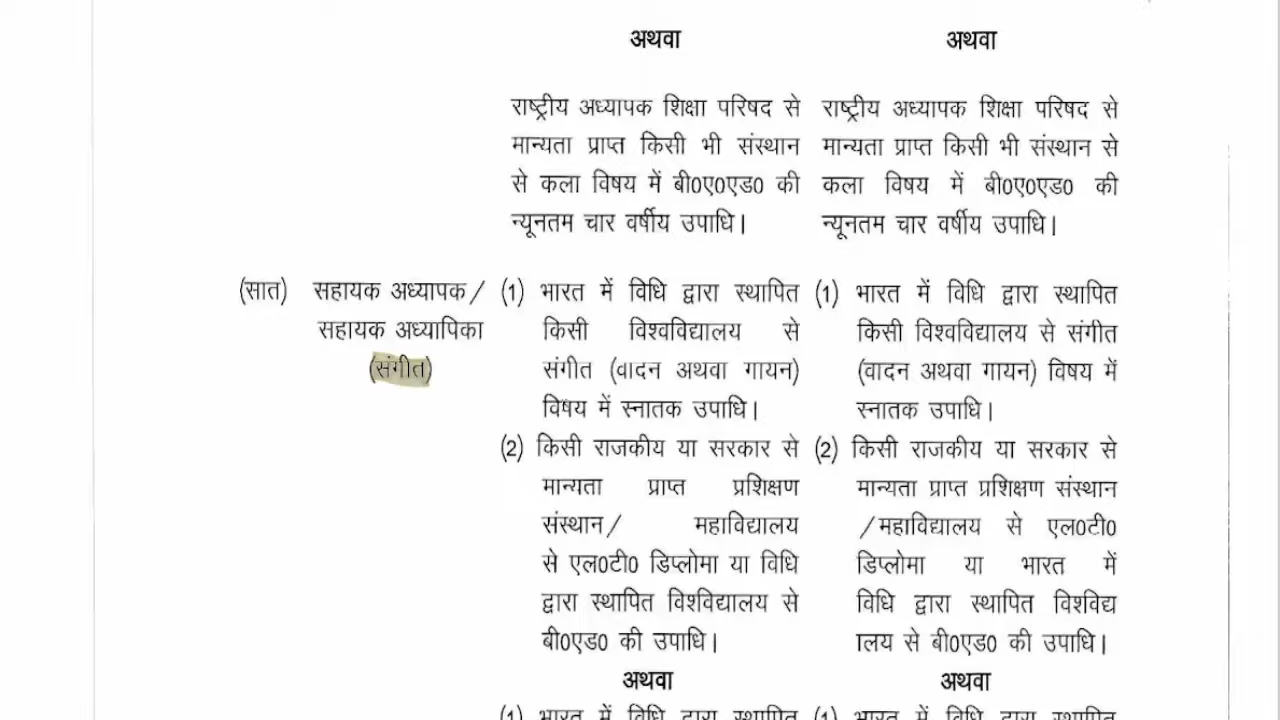 अथवा
राष्ट्रीय अध्यापक शिक्षा परिषद से
मान्यता प्राप्त किसी भी संस्थान
से कला विषय में बी0ए0एड0 की
न्यूनतम चार वर्षीय उपाधि।
अथवा
राष्ट्रीय अध्यापक शिक्षा परिषद से
मान्यता प्राप्त किसी भी संस्थान से
कला विषय में बी0ए0एड0 की
न्यूनतम चार वर्षीय उपाधि।
(सात) सहायक अध्यापक/
सहायक अध्यापिका
(संगीत)
(1) भारत में विधि द्वारा स्थापित
किसी विश्वविद्यालय से
संगीत (वादन अथवा गायन)
विषय में स्नातक उपाधि।
(2) किसी राजकीय या सरकार से
मान्यता प्राप्त प्रशिक्षण
संस्थान/ महाविद्यालय
से एल0टी0 डिप्लोमा या विधि
द्वारा स्थापित विश्विद्यालय से
बी0एड0 की उपाधि।
अथवा
(1) भारत में विधि द्वारा स्थापित
(1) भारत में विधि द्वारा स्थापित
किसी विश्वविद्यालय से संगीत
(वादन अथवा गायन) विषय में
स्नातक उपाधि।
(2) किसी राजकीय या सरकार से
मान्यता प्राप्त प्रशिक्षण संस्थान
/महाविद्यालय से एल0टी0
डिप्लोमा या भारत में
विधि द्वारा स्थापित विश्विद्य
ालय से बी0एड0 की उपाधि।
अथवा
(1) भारत में विधि द्वारा स्थापित